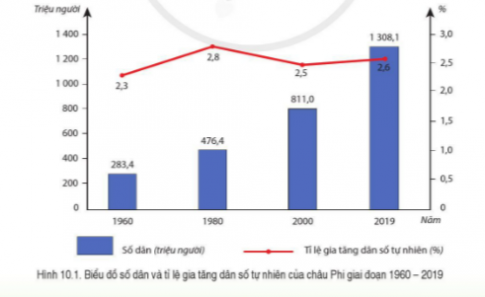 Triệu người %
1 400 3,0
1 308,1
1 200 2,5
2,8
2,3
2,5
2,6
1 000 2,0
800 1,5
811,0
600
476,4
400 1,0
283,4
200 0,5
0 0
1960 1980 2000 2019 Năm
Số dân (triệu người) Tỉ lệ gia tăng dân số tự nhiên (%)
Hình 10.1. Biểu đồ số dân và tỉ lệ gia tăng dân số tự nhiên của châu Phi giai đoạn 1960 – 2019